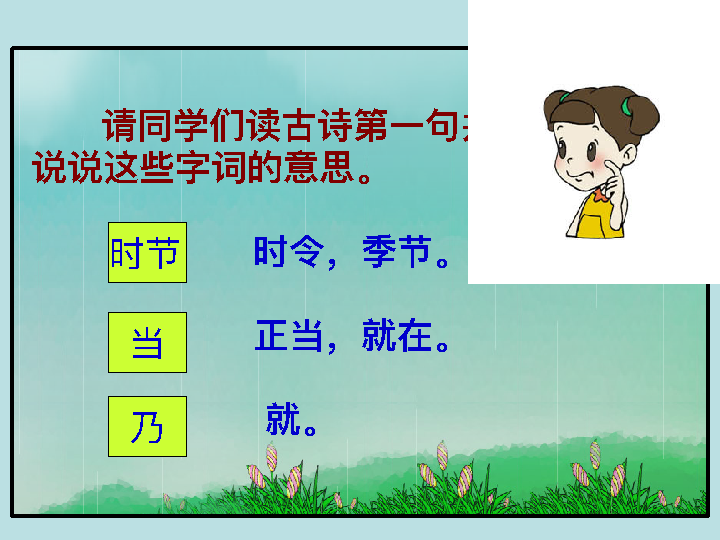 请同学们读古诗第一句
说说这些字词的意思。
时节 时令，季节。
当 正当，就在。
乃 就。